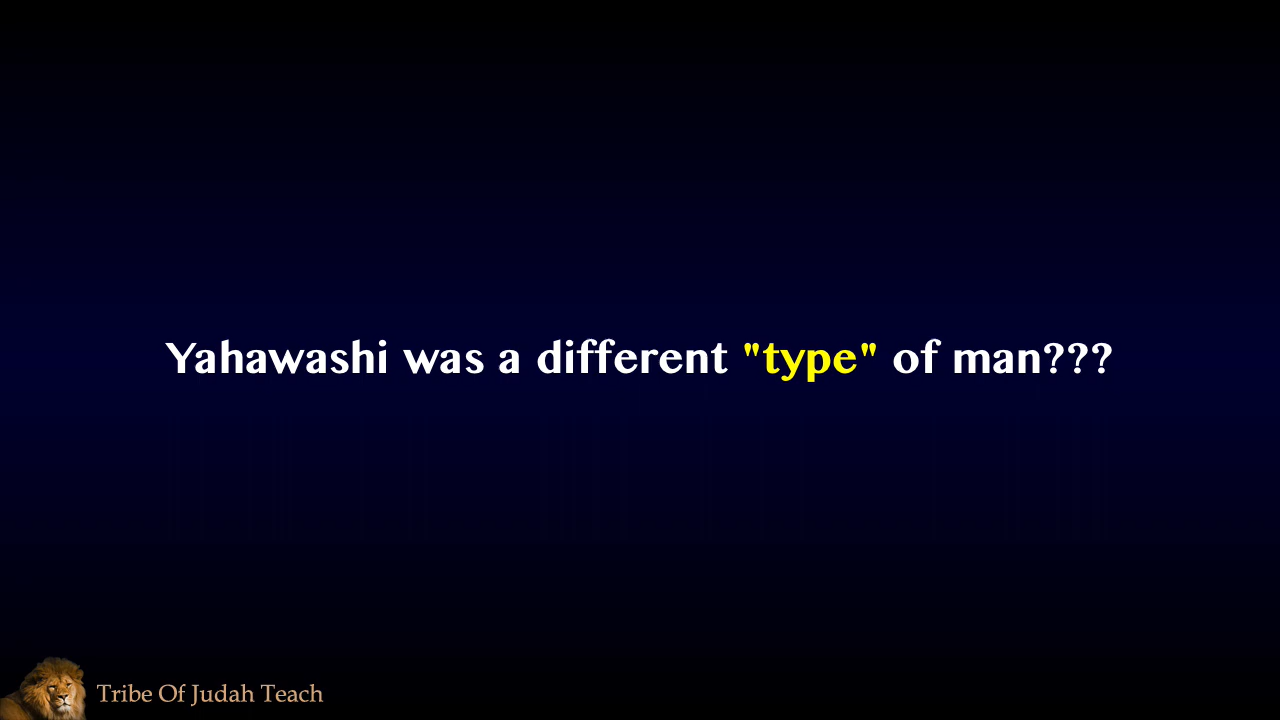 Yahawashi was a different "type" of man???
Tribe Of Judah Teach